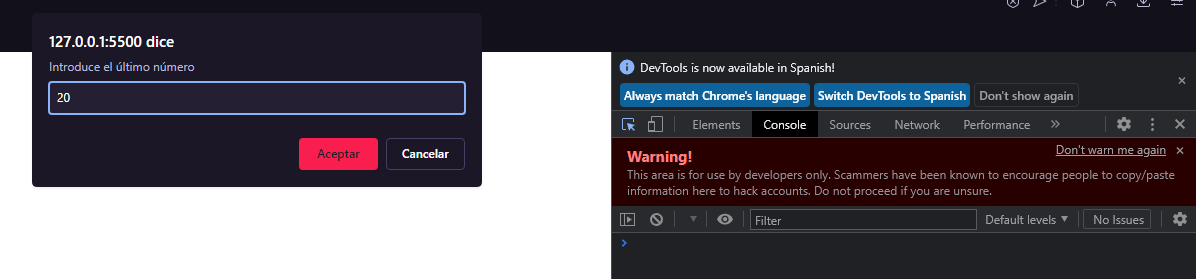 127.0.0.1:5500 dice
Introduce el último número
20
Aceptar Cancelar
DevTools is now available in Spanish!
Always match Chrome's language Switch DevTools to Spanish Don't show again
Elements Console Sources Network Performance »
Warning! Don't warn me again
This area is for use by developers only. Scammers have been known to encourage people to copy/paste
information here to hack accounts. Do not proceed if you are unsure.
Filter Default levels ▼ No Issues